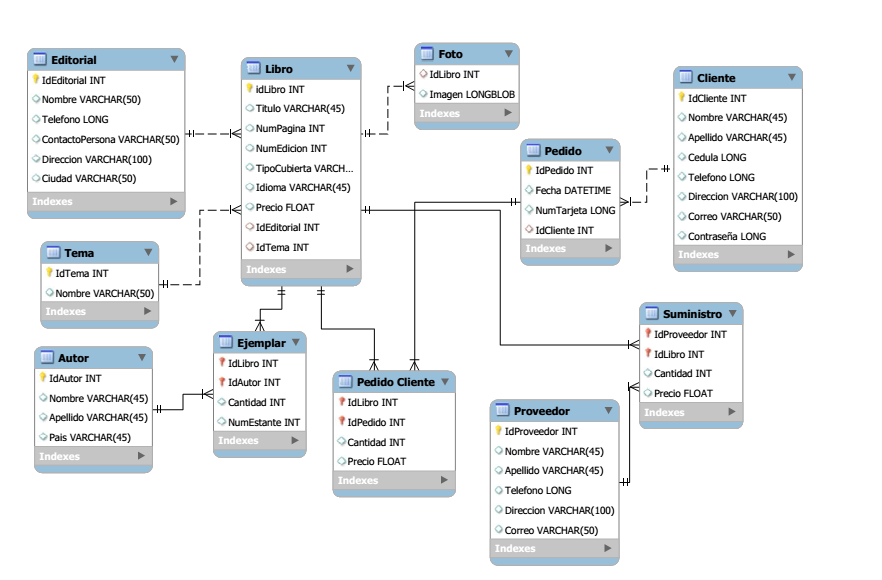 Editorial
IdEditorial INT
Nombre VARCHAR(50)
Telefono LONG
ContactoPersona VARCHAR(50)
Direccion VARCHAR(100)
Ciudad VARCHAR(50)
Indexes
Libro
idLibro INT
Titulo VARCHAR(45)
NumPagina INT
NumEdicion INT
TipoCubierta VARCH...
Idioma VARCHAR(45)
Precio FLOAT
IdEditorial INT
IdTema INT
Indexes
Foto
IdLibro INT
Imagen LONGBLOB
Indexes
Cliente
IdCliente INT
Nombre VARCHAR(45)
Apellido VARCHAR(45)
Cedula LONG
Telefono LONG
Direccion VARCHAR(100)
Correo VARCHAR(50)
Contraseña LONG
Indexes
Pedido
IdPedido INT
Fecha DATETIME
NumTarjeta LONG
IdCliente INT
Indexes
Tema
IdTema INT
Nombre VARCHAR(50)
Indexes
Autor
IdAutor INT
Nombre VARCHAR(45)
Apellido VARCHAR(45)
Pais VARCHAR(45)
Indexes
Ejemplar
IdLibro INT
IdAutor INT
Cantidad INT
NumEstante INT
Indexes
Pedido Cliente
IdLibro INT
IdPedido INT
Cantidad INT
Precio FLOAT
Indexes
Suministro
IdProveedor INT
IdLibro INT
Cantidad INT
Precio FLOAT
Indexes
Proveedor
IdProveedor INT
Nombre VARCHAR(45)
Apellido VARCHAR(45)
Telefono LONG
Direccion VARCHAR(100)
Correo VARCHAR(50)
Indexes